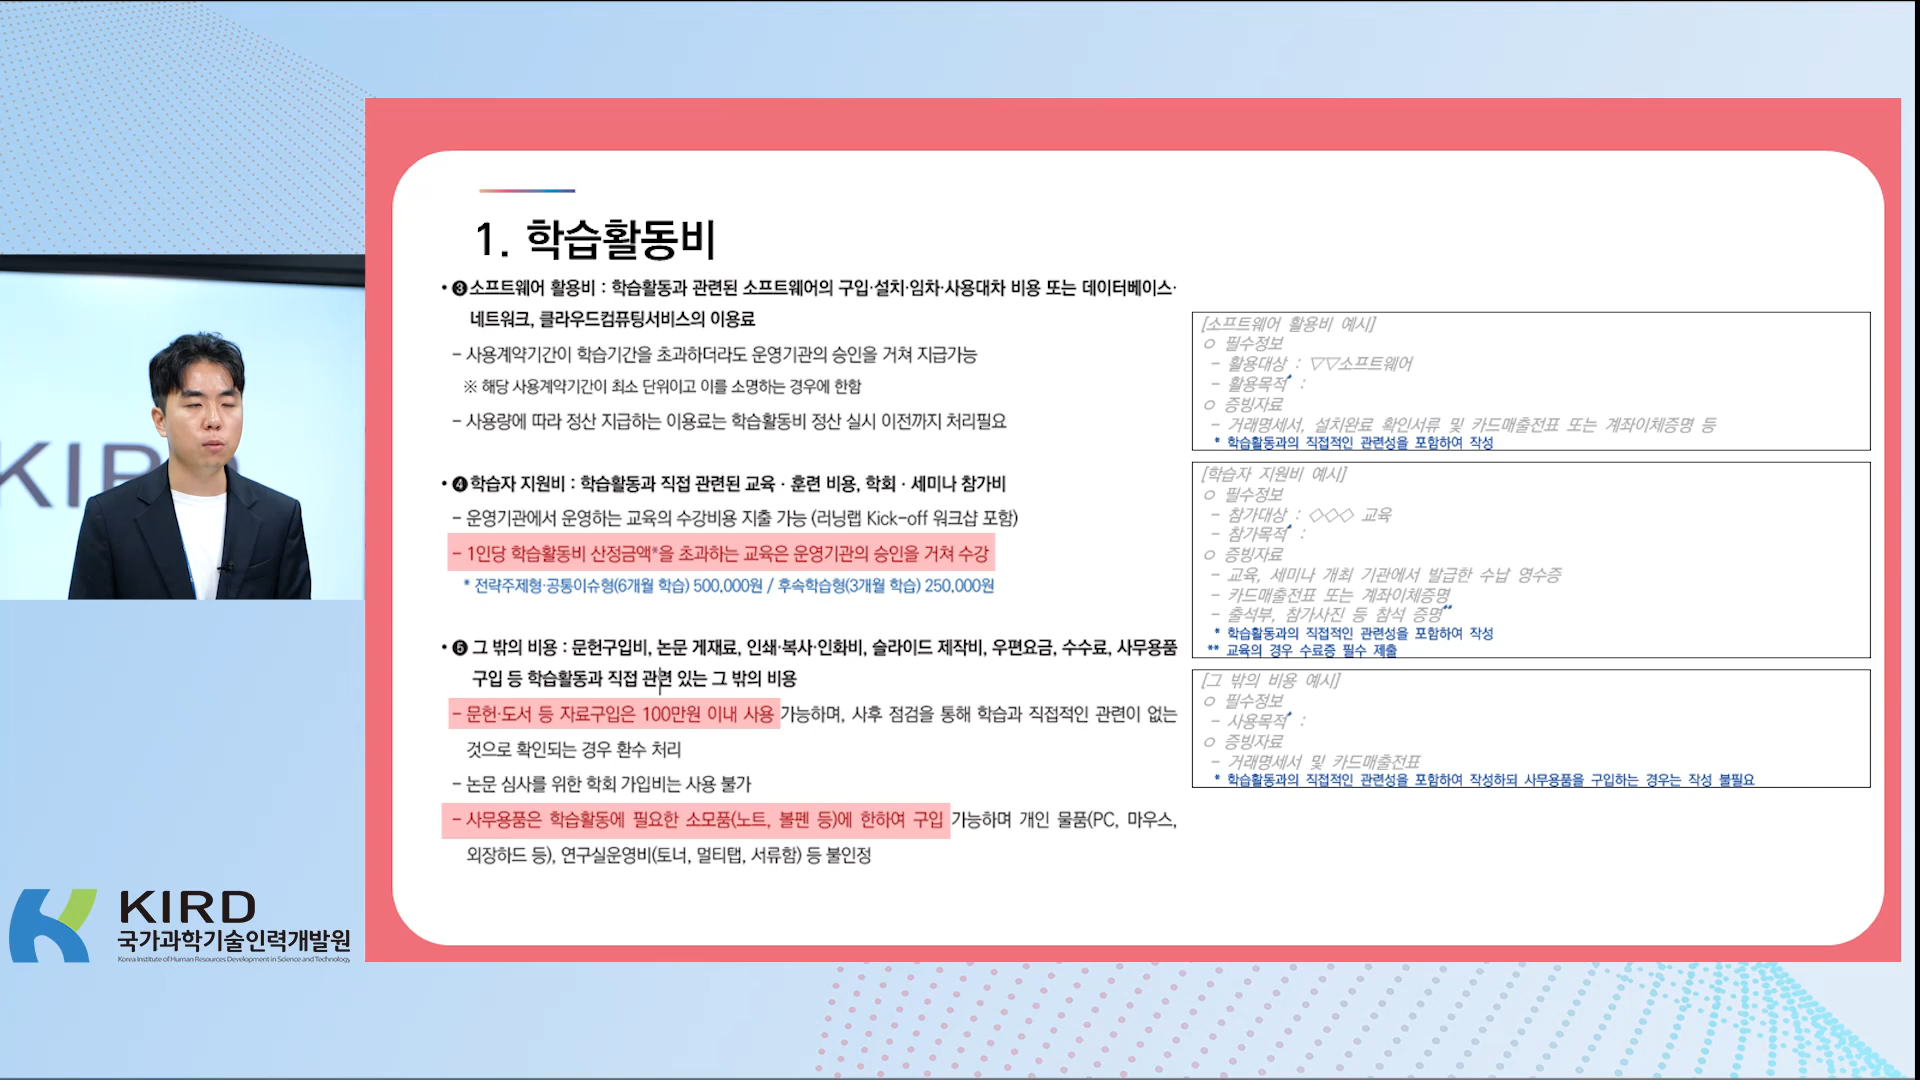 1. 학습활동비
• ❸ 소프트웨어 활용비 : 학습활동과 관련된 소프트웨어의 구입·설치·임차·사용대차 비용 또는 데이터베이스·
네트워크, 클라우드컴퓨팅서비스의 이용료
– 사용계약기간이 학습기간을 초과하더라도 운영기관의 승인을 거쳐 지급가능
※ 해당 사용계약기간이 최소 단위이고 이를 소명하는 경우에 한함
– 사용량에 따라 정산 지급하는 이용료는 학습활동비 정산 실시 이전까지 처리필요
• ❹ 학습자 지원비 : 학습활동과 직접 관련된 교육 · 훈련 비용, 학회 · 세미나 참가비
– 운영기관에서 운영하는 교육의 수강비용 지출 가능 (러닝랩 Kick-off 워크샵 포함)
– 1인당 학습활동비 산정금액*을 초과하는 교육은 운영기관의 승인을 거쳐 수강
* 전략주제형·공통이슈형(6개월 학습) 500,000원 / 후속학습형(3개월 학습) 250,000원
• ❺ 그 밖의 비용 : 문헌구입비, 논문 게재료, 인쇄·복사·인화비, 슬라이드 제작비, 우편요금, 수수료, 사무용품
구입 등 학습활동과 직접 관련 있는 그 밖의 비용
– 문헌·도서 등 자료구입은 100만원 이내 사용 가능하며, 사후 점검을 통해 학습과 직접적인 관련이 없는
것으로 확인되는 경우 환수 처리
– 논문 심사를 위한 학회 가입비는 사용 불가
– 사무용품은 학습활동에 필요한 소모품(노트, 볼펜 등)에 한하여 구입 가능하며 개인 물품(PC, 마우스,
외장하드 등), 연구실운영비(토너, 멀티탭, 서류함) 등 불인정
[소프트웨어 활용비 예시]
ㅇ 필수정보
– 활용대상 : ▽▽소프트웨어
– 활용목적* :
ㅇ 증빙자료
– 거래명세서, 설치완료 확인서류 및 카드매출전표 또는 계좌이체증명 등
* 학습활동과의 직접적인 관련성을 포함하여 작성
[학습자 지원비 예시]
ㅇ 필수정보
– 참가대상 : ◇◇◇ 교육
– 참가목적* :
ㅇ 증빙자료
– 교육, 세미나 개최 기관에서 발급한 수납 영수증
– 카드매출전표 또는 계좌이체증명
– 출석부, 참가사진 등 참석 증명**
* 학습활동과의 직접적인 관련성을 포함하여 작성
** 교육의 경우 수료증 필수 제출
[그 밖의 비용 예시]
ㅇ 필수정보
– 사용목적* :
ㅇ 증빙자료
– 거래명세서 및 카드매출전표
* 학습활동과의 직접적인 관련성을 포함하여 작성하되 사무용품을 구입하는 경우는 작성 불필요
KIRD
KIRD
국가과학기술인력개발원
Korea Institute of Human Resources Development in Science and Technology